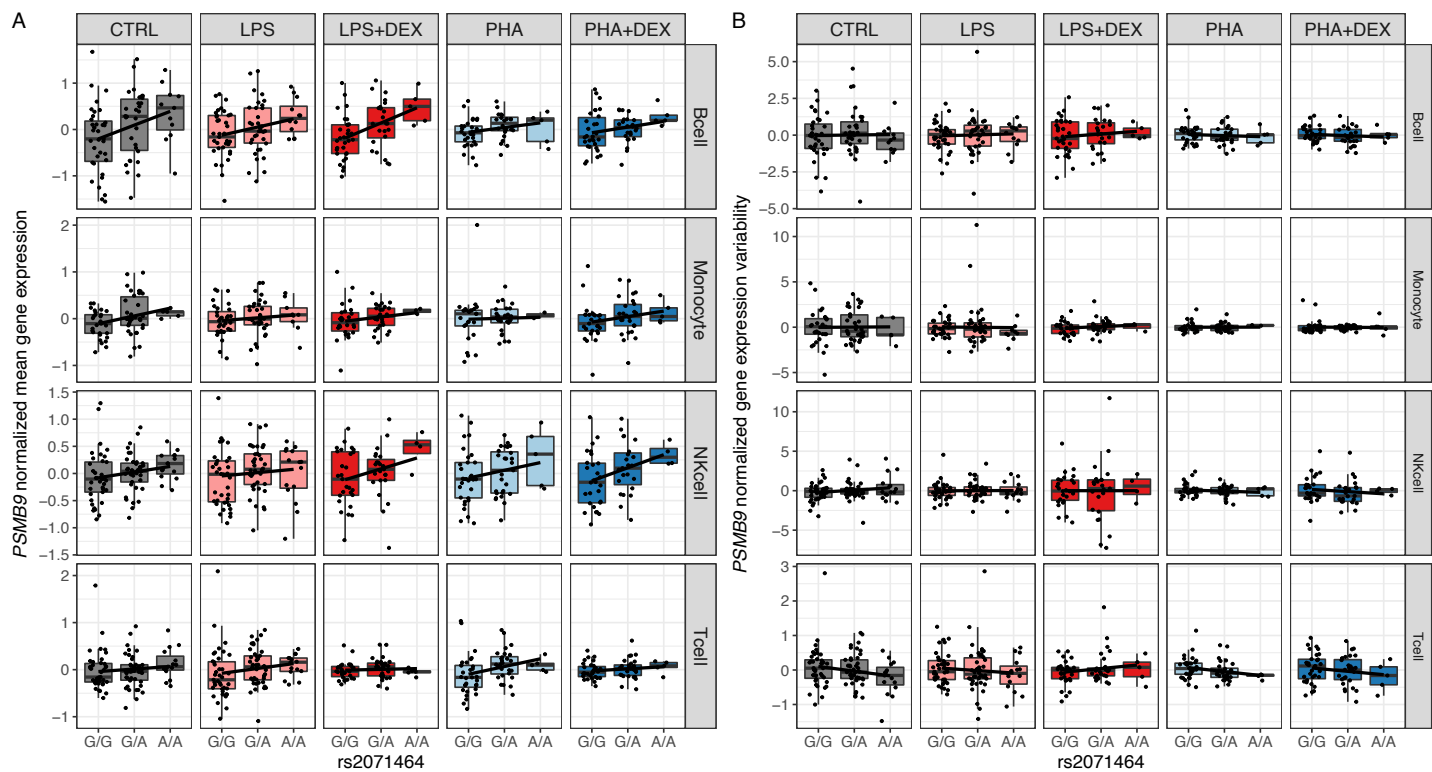 A
CTRL LPS LPS+DEX PHA PHA+DEX
PSMB9 normalized mean gene expression
1
0
−1
Bcell
2
1
0
−1
Monocyte
1.5
1.0
0.5
0.0
−0.5
−1.0
−1.5
NKcell
2
1
0
−1
Tcell
G/G G/A A/A G/G G/A A/A G/G G/A A/A G/G G/A A/A G/G G/A A/A
rs2071464
B
CTRL LPS LPS+DEX PHA PHA+DEX
PSMB9 normalized gene expression variability
5.0
2.5
0.0
−2.5
−5.0
Bcell
10
5
0
−5
Monocyte
10
5
0
−5
NKcell
3
2
1
0
−1
Tcell
G/G G/A A/A G/G G/A A/A G/G G/A A/A G/G G/A A/A G/G G/A A/A
rs2071464